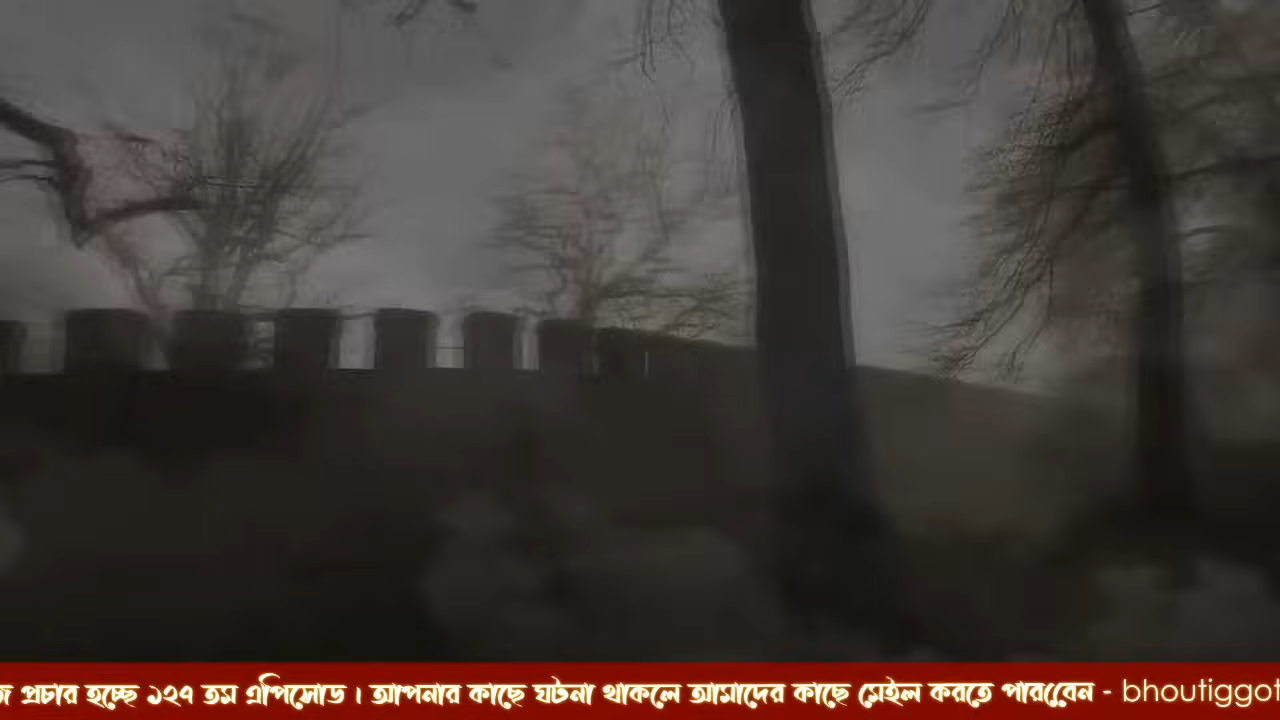 জ প্রচার হচ্ছে ১২৭ তম এপিসোড । আপনার কাছে ঘটনা থাকলে আমাদের কাছে মেইল করতে পারবেেন - bhoutiggot